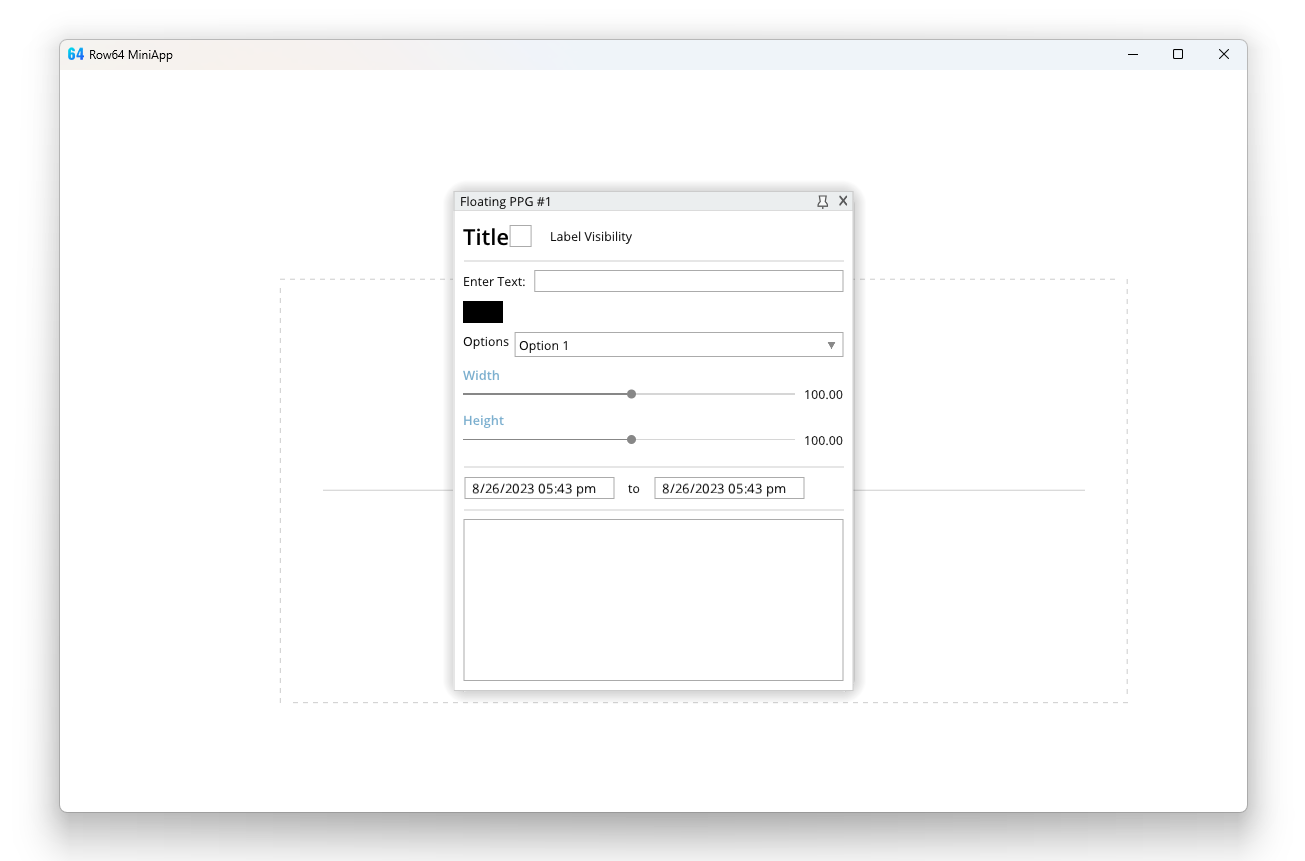 64 Row64 MiniApp
Floating PPG #1
Title Label Visibility
Enter Text:
Options Option 1
Width
100.00
Height
100.00
8/26/2023 05:43 pm to 8/26/2023 05:43 pm